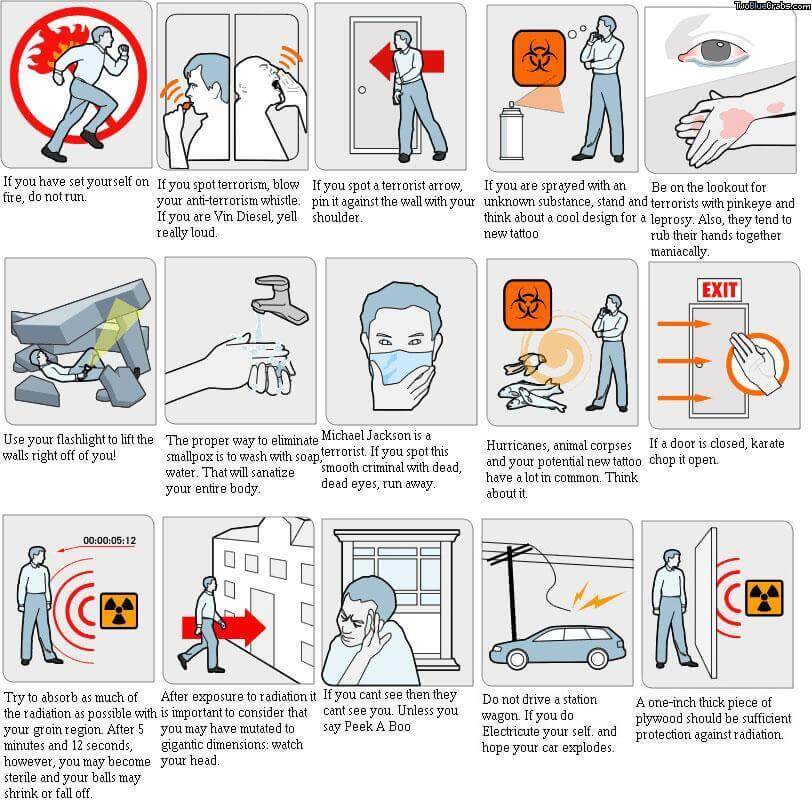 TwoBlueGrabs.com
If you have set yourself on
fire, do not run.
If you spot terrorism, blow
your anti-terrorism whistle.
If you are Vin Diesel, yell
really loud.
If you spot a terrorist arrow,
pin it against the wall with your
shoulder.
If you are sprayed with an
unknown substance, stand and
think about a cool design for a
new tattoo
Be on the lookout for
terrorists with pinkeye and
leprosy. Also, they tend to
rub their hands together
maniacally.
EXIT
Use your flashlight to lift the
walls right off of you!
The proper way to eliminate
smallpox is to wash with soap,
water. That will sanatize
your entire body.
Michael Jackson is a
terrorist. If you spot this
smooth criminal with dead,
dead eyes, run away.
Hurricanes, animal corpses
and your potential new tattoo
have a lot in common. Think
about it.
If a door is closed, karate
chop it open.
00:00:05:12
Try to absorb as much of
the radiation as possible with
your groin region. After 5
minutes and 12 seconds,
however, you may become
sterile and your balls may
shrink or fall off.
After exposure to radiation it
is important to consider that
you may have mutated to
gigantic dimensions: watch
your head.
If you cant see then they
cant see you. Unless you
say Peek A Boo
Do not drive a station
wagon. If you do
Electricute your self. and
hope your car explodes.
A one-inch thick piece of
plywood should be sufficient
protection against radiation.